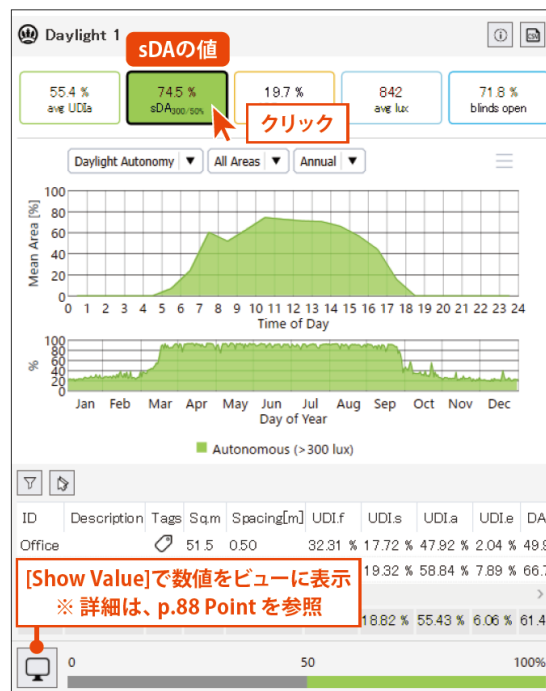 Daylight 1
sDAの値
55.4 %
avg UDIa
74.5 %
sDA300/50%
19.7 %
842
avg lux
71.8 %
blinds open
クリック
Daylight Autonomy ▼ All Areas ▼ Annual ▼
Mean Area [%]
100
80
60
40
20
0
0 1 2 3 4 5 6 7 8 9 10 11 12 13 14 15 16 17 18 19 20 21 22 23 24
Time of Day
%
100
80
60
40
20
0
Jan Feb Mar Apr May Jun Jul Aug Sep Oct Nov Dec
Day of Year
Autonomous (>300 lux)
ID Description Tags Sq.m Spacing[m] UDI.f UDI.s UDI.a UDI.e DA
Office 51.5 0.50 32.31 % 17.72 % 47.92 % 2.04 % 49.9
19.32 % 58.84 % 7.89 % 66.7
[Show Value]で数値をビューに表示
※ 詳細は、p.88 Point を参照
18.82 % 55.43 % 6.06 % 61.4
0 50 100%